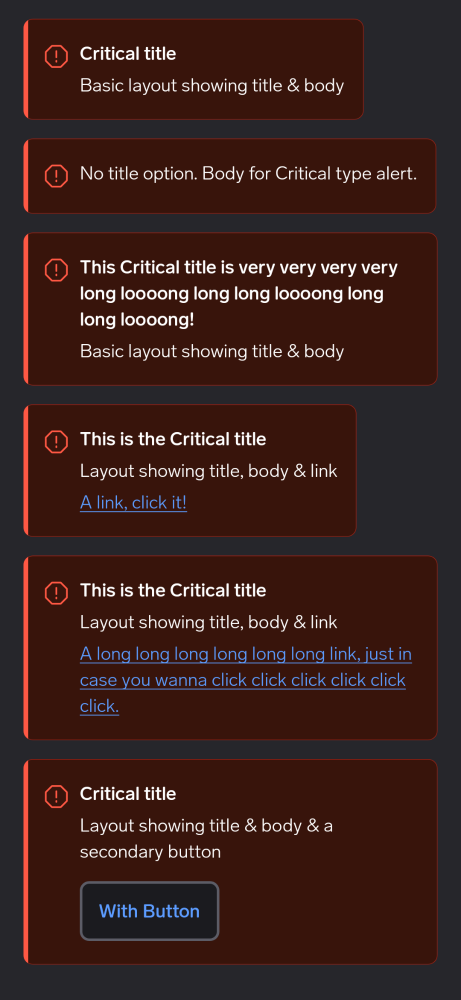 Critical title
Basic layout showing title & body
No title option. Body for Critical type alert.
This Critical title is very very very very
long loooong long long loooong long
long loooong!
Basic layout showing title & body
This is the Critical title
Layout showing title, body & link
A link, click it!
This is the Critical title
Layout showing title, body & link
A long long long long long long link, just in
case you wanna click click click click click
click.
Critical title
Layout showing title & body & a
secondary button
With Button